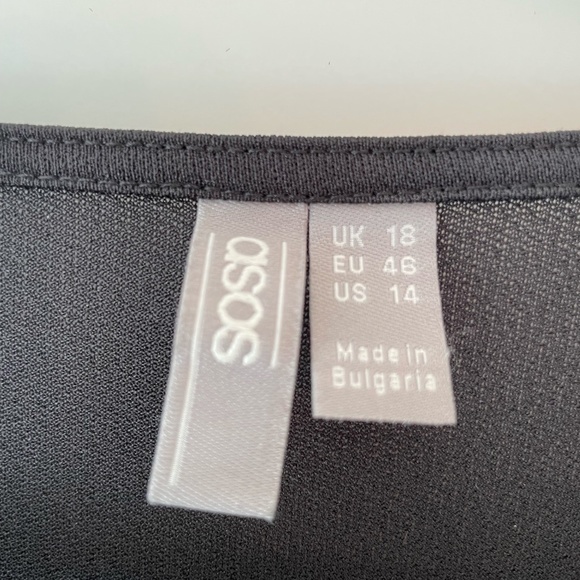 asos
UK 18
EU 46
US 14
Made in
Bulgaria